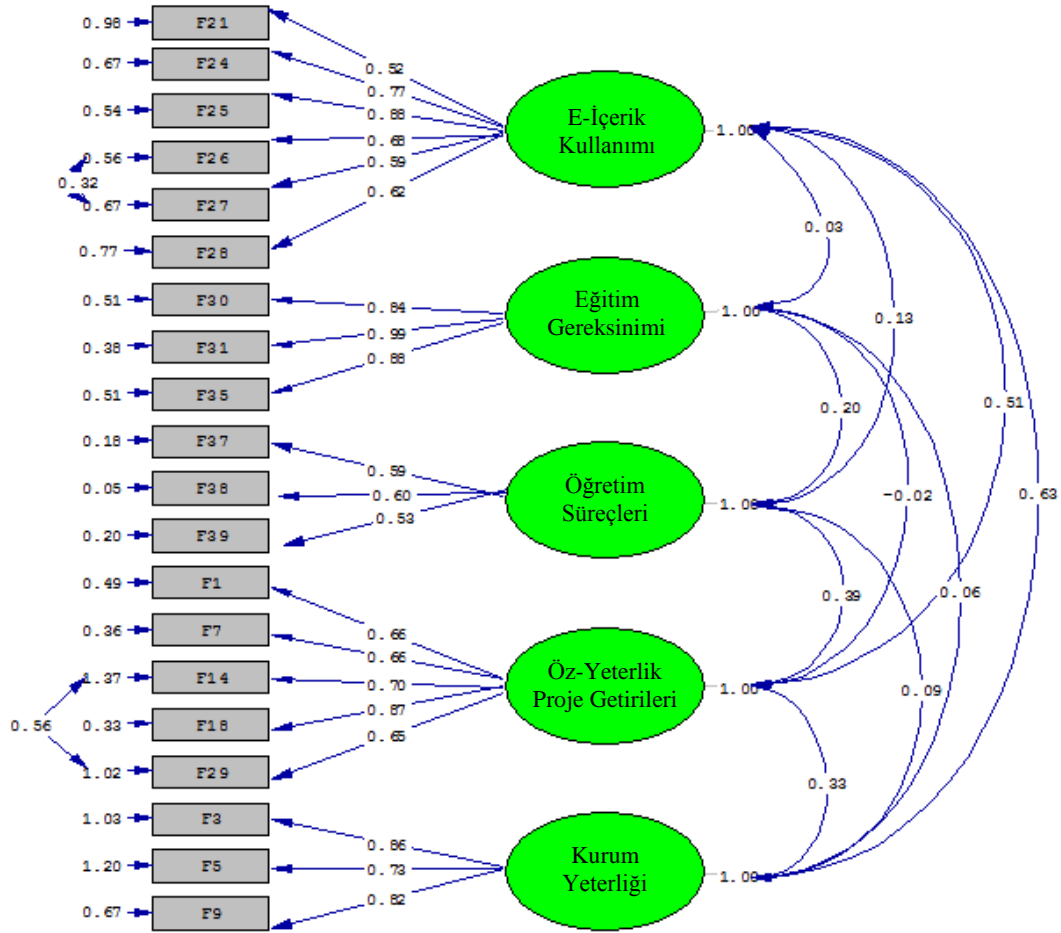 0.98 F21
0.67 F24
0.54 F25
0.56 F26
0.32
0.67 F27
0.77 F28
0.51 F30
0.38 F31
0.51 F35
0.18 F37
0.05 F38
0.20 F39
0.49 F1
0.36 F7
1.37 F14
0.56
0.33 F18
1.02 F29
1.03 F3
1.20 F5
0.67 F9
0.52
0.77
0.88
0.68
0.59
0.62
0.84
0.99
0.88
0.59
0.60
0.53
0.66
0.66
0.70
0.87
0.65
0.86
0.73
0.82
E-İçerik
Kullanımı
1.00
Eğitim
Gereksinimi
1.00
Öğretim
Süreçleri
1.00
Öz-Yeterlik
Proje Getirileri
1.00
Kurum
Yeterliği
1.00
0.03
0.13
0.20
0.51
-0.02
0.63
0.39
0.06
0.09
0.33